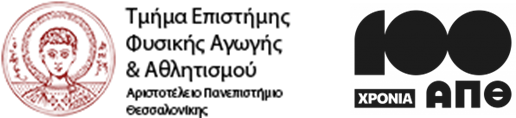 Τμήμα Επιστήμης
Φυσικής Αγωγής
& Αθλητισμού
Αριστοτέλειο Πανεπιστήμιο
Θεσσαλονίκης
100
ΧΡΟΝΙΑ ΑΠΘ